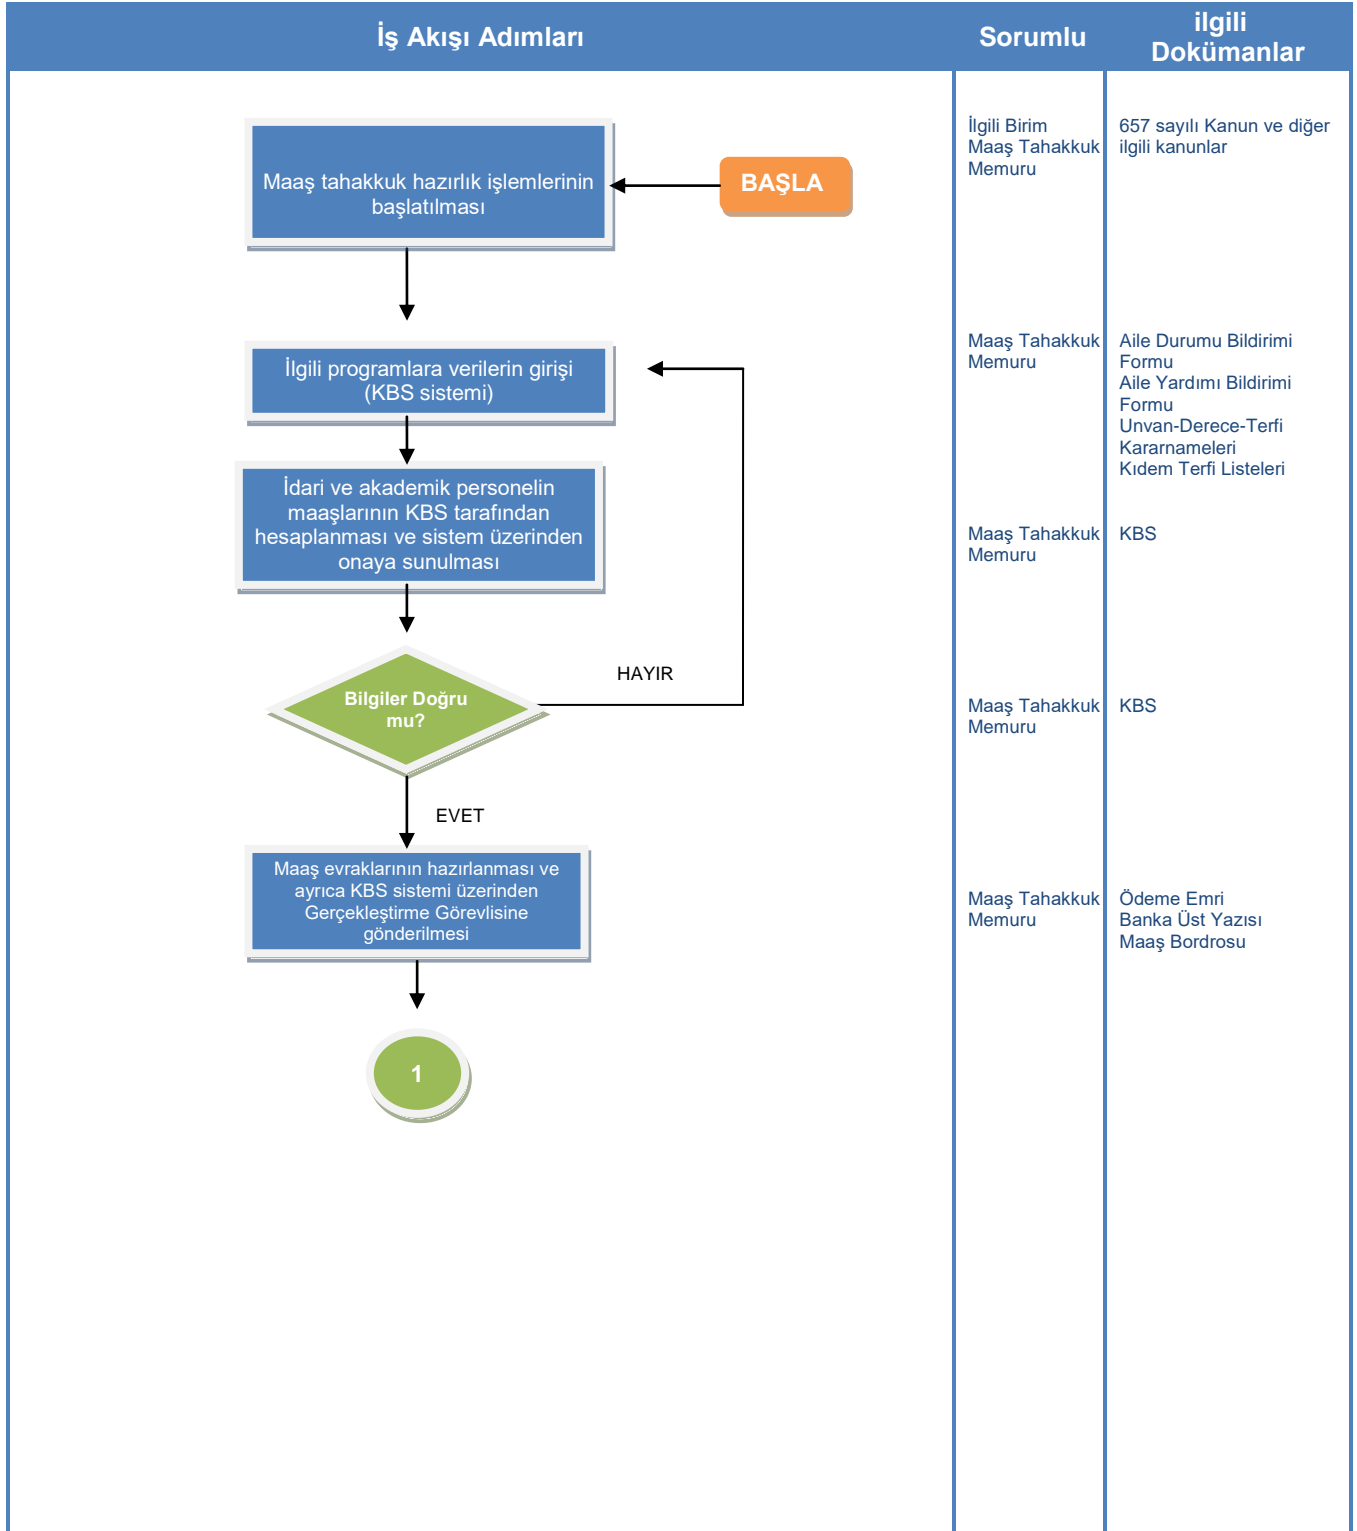 İş Akışı Adımları
Sorumlu
ilgili
Dokümanlar
Maaş tahakkuk hazırlık işlemlerinin
başlatılması
BAŞLA
İlgili Birim
Maaş Tahakkuk
Memuru
657 sayılı Kanun ve diğer
ilgili kanunlar
İlgili programlara verilerin girişi
(KBS sistemi)
Maaş Tahakkuk
Memuru
Aile Durumu Bildirimi
Formu
Aile Yardımı Bildirimi
Formu
Unvan-Derece-Terfi
Kararnameleri
Kıdem Terfi Listeleri
İdari ve akademik personelin
maaşlarının KBS tarafından
hesaplanması ve sistem üzerinden
onaya sunulması
Maaş Tahakkuk
Memuru
KBS
Bilgiler Doğru
mu?
HAYIR
Maaş Tahakkuk
Memuru
KBS
EVET
Maaş evraklarının hazırlanması ve
ayrıca KBS sistemi üzerinden
Gerçekleştirme Görevlisine
gönderilmesi
Maaş Tahakkuk
Memuru
Ödeme Emri
Banka Üst Yazısı
Maaş Bordrosu
1